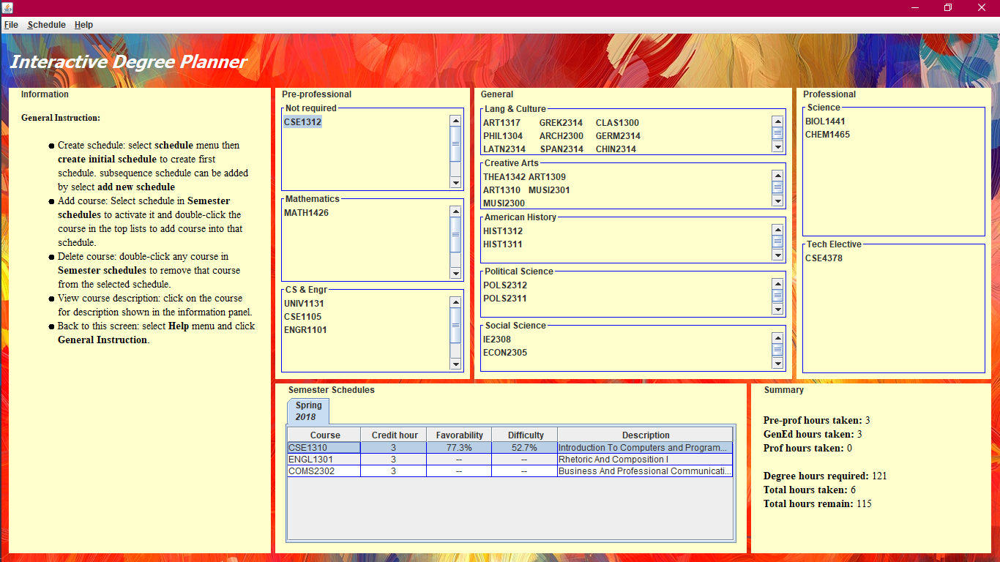 File Schedule Help
Interactive Degree Planner
Information
General Instruction:
Create schedule: select schedule menu then
create initial schedule to create first
schedule. subsequence schedule can be added
by select add new schedule
Add course: Select schedule in Semester
schedules to activate it and double-click the
course in the top lists to add course into that
schedule.
Delete course: double-click any course in
Semester schedules to remove that course
from the selected schedule.
View course description: click on the course
for description shown in the information panel.
Back to this screen: select Help menu and click
General Instruction.
Pre-professional
Not required
CSE1312
Mathematics
MATH1426
CS & Engr
UNIV1131
CSE1105
ENGR1101
General
Lang & Culture
ART1317 GREK2314 CLAS1300
PHIL1304 ARCH2300 GERM2314
LATN2314 SPAN2314 CHIN2314
Creative Arts
THEA1342 ART1309
ART1310 MUSI2301
MUSI2300
American History
HIST1312
HIST1311
Political Science
POLS2312
POLS2311
Social Science
IE2308
ECON2305
Professional
Science
BIOL1441
CHEM1465
Tech Elective
CSE4378
Semester Schedules
Spring
2018
Course Credit hour Favorability Difficulty Description
CSE1310 3 77.3% 52.7% Introduction To Computers and Program...
ENGL1301 3 -- -- Rhetoric And Composition I
COMS2302 3 -- -- Business And Professional Communicati...
Summary
Pre-prof hours taken: 3
GenEd hours taken: 3
Prof hours taken: 0
Degree hours required: 121
Total hours taken: 6
Total hours remain: 115